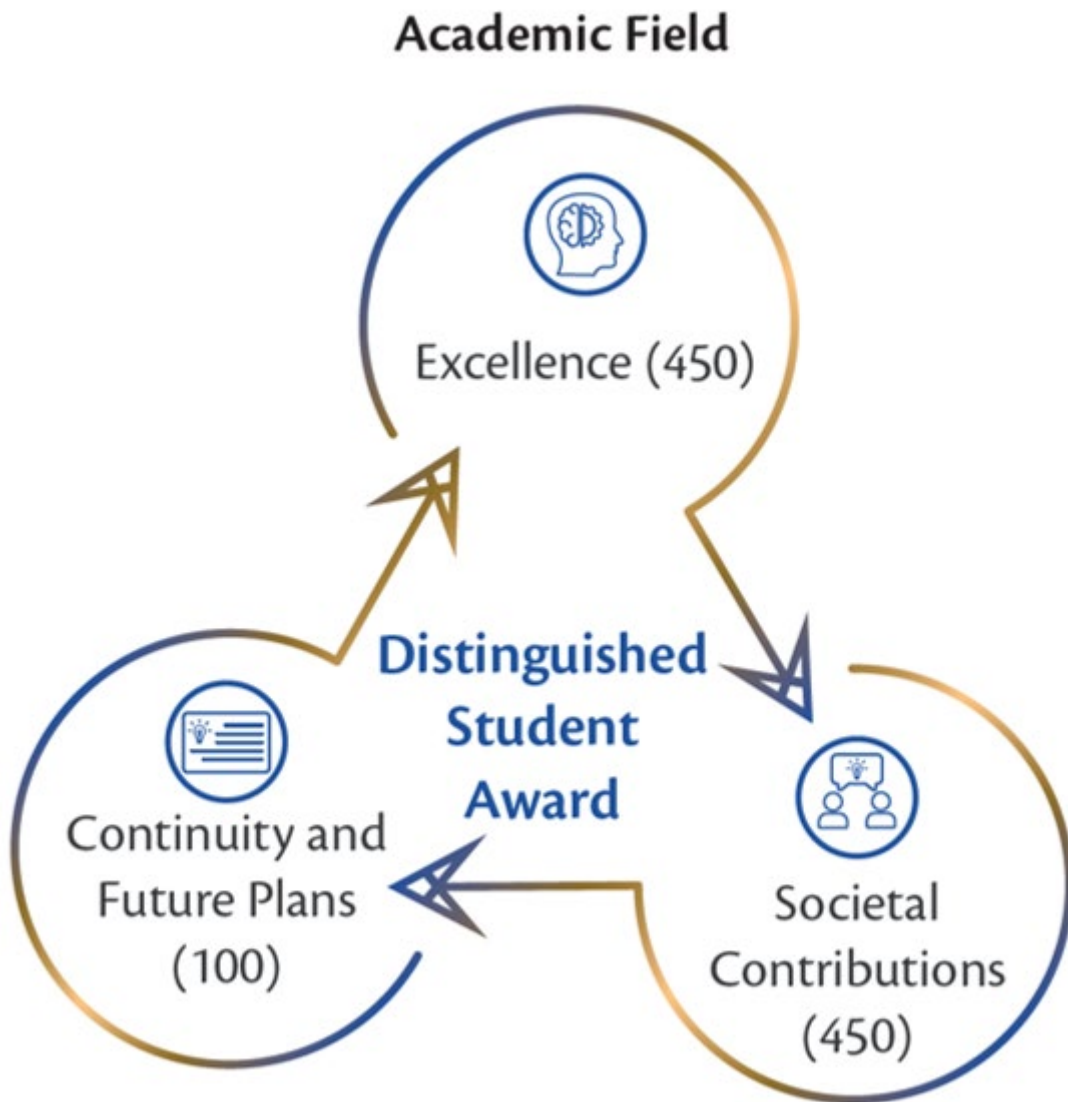 Academic Field
Excellence (450)
Distinguished
Student
Award
Continuity and
Future Plans
(100)
Societal
Contributions
(450)